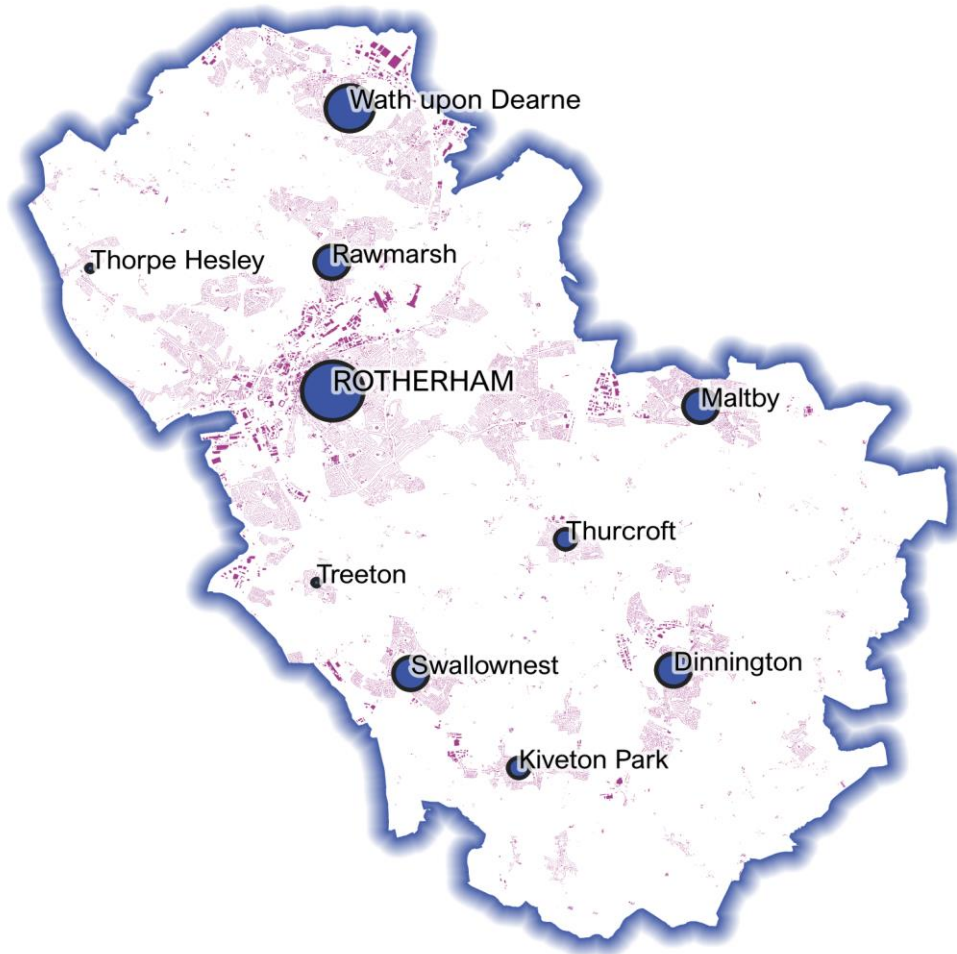 Wath upon Dearne
Rawmarsh
Thorpe Hesley
ROTHERHAM
Maltby
Thurcroft
Treeton
Dinnington
Swallownest
Kiveton Park